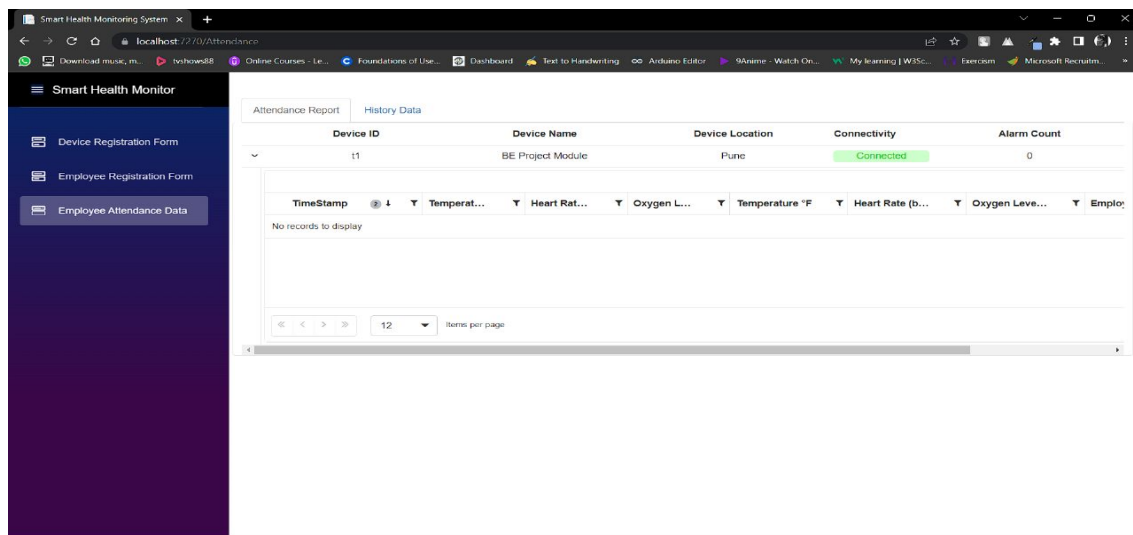 Smart Health Monitoring System
localhost:7270/Attendance
Download music, m... tvshows88 Online Courses - Le... Foundations of Use... Dashboard Text to Handwriting Arduino Editor 9Anime - Watch On... My learning | W3Sc... Exercism Microsoft Recruitm... »
Smart Health Monitor
Attendance Report History Data
Device ID Device Name Device Location Connectivity Alarm Count
Device Registration Form
t1 BE Project Module Pune Connected 0
Employee Registration Form
TimeStamp 2 Temperat... Heart Rat... Oxygen L... Temperature °F Heart Rate (b... Oxygen Leve... Employ
Employee Attendance Data
No records to display
12 Items per page